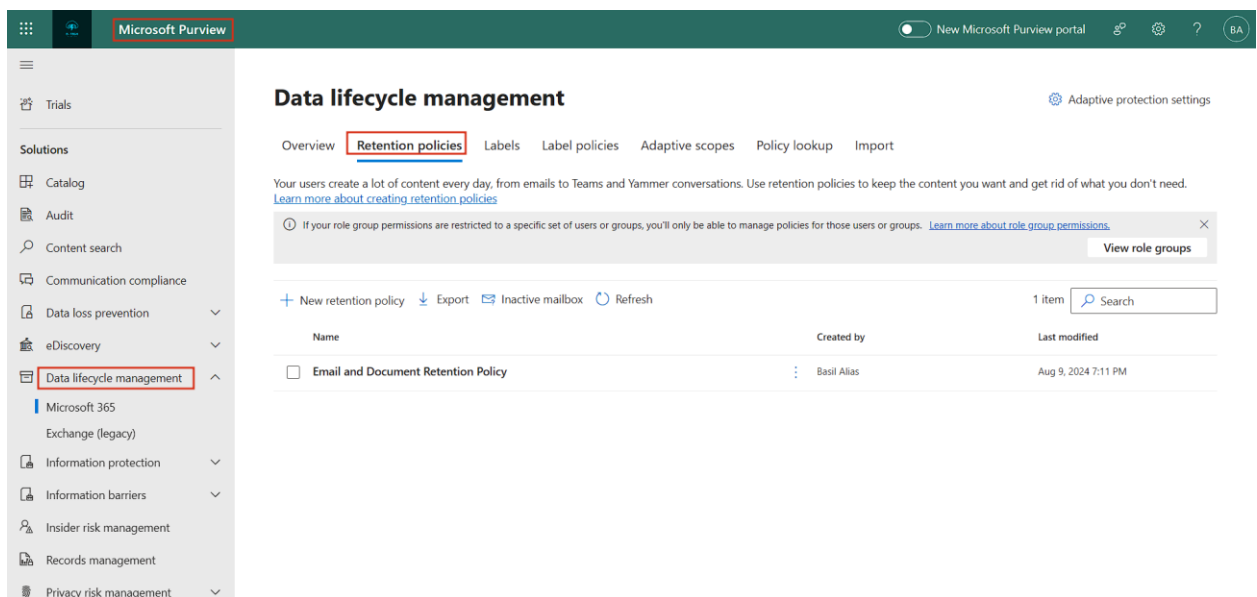 Microsoft Purview
New Microsoft Purview portal
?
BA
Trials
Solutions
Catalog
Audit
Content search
Communication compliance
Data loss prevention
eDiscovery
Data lifecycle management
Microsoft 365
Exchange (legacy)
Information protection
Information barriers
Insider risk management
Records management
Privacy risk management
Data lifecycle management
Adaptive protection settings
Overview Retention policies Labels Label policies Adaptive scopes Policy lookup Import
Your users create a lot of content every day, from emails to Teams and Yammer conversations. Use retention policies to keep the content you want and get rid of what you don't need.
Learn more about creating retention policies
If your role group permissions are restricted to a specific set of users or groups, you'll only be able to manage policies for those users or groups. Learn more about role group permissions.
View role groups
New retention policy Export Inactive mailbox Refresh
1 item Search
Name Created by Last modified
Email and Document Retention Policy Basil Alias Aug 9, 2024 7:11 PM